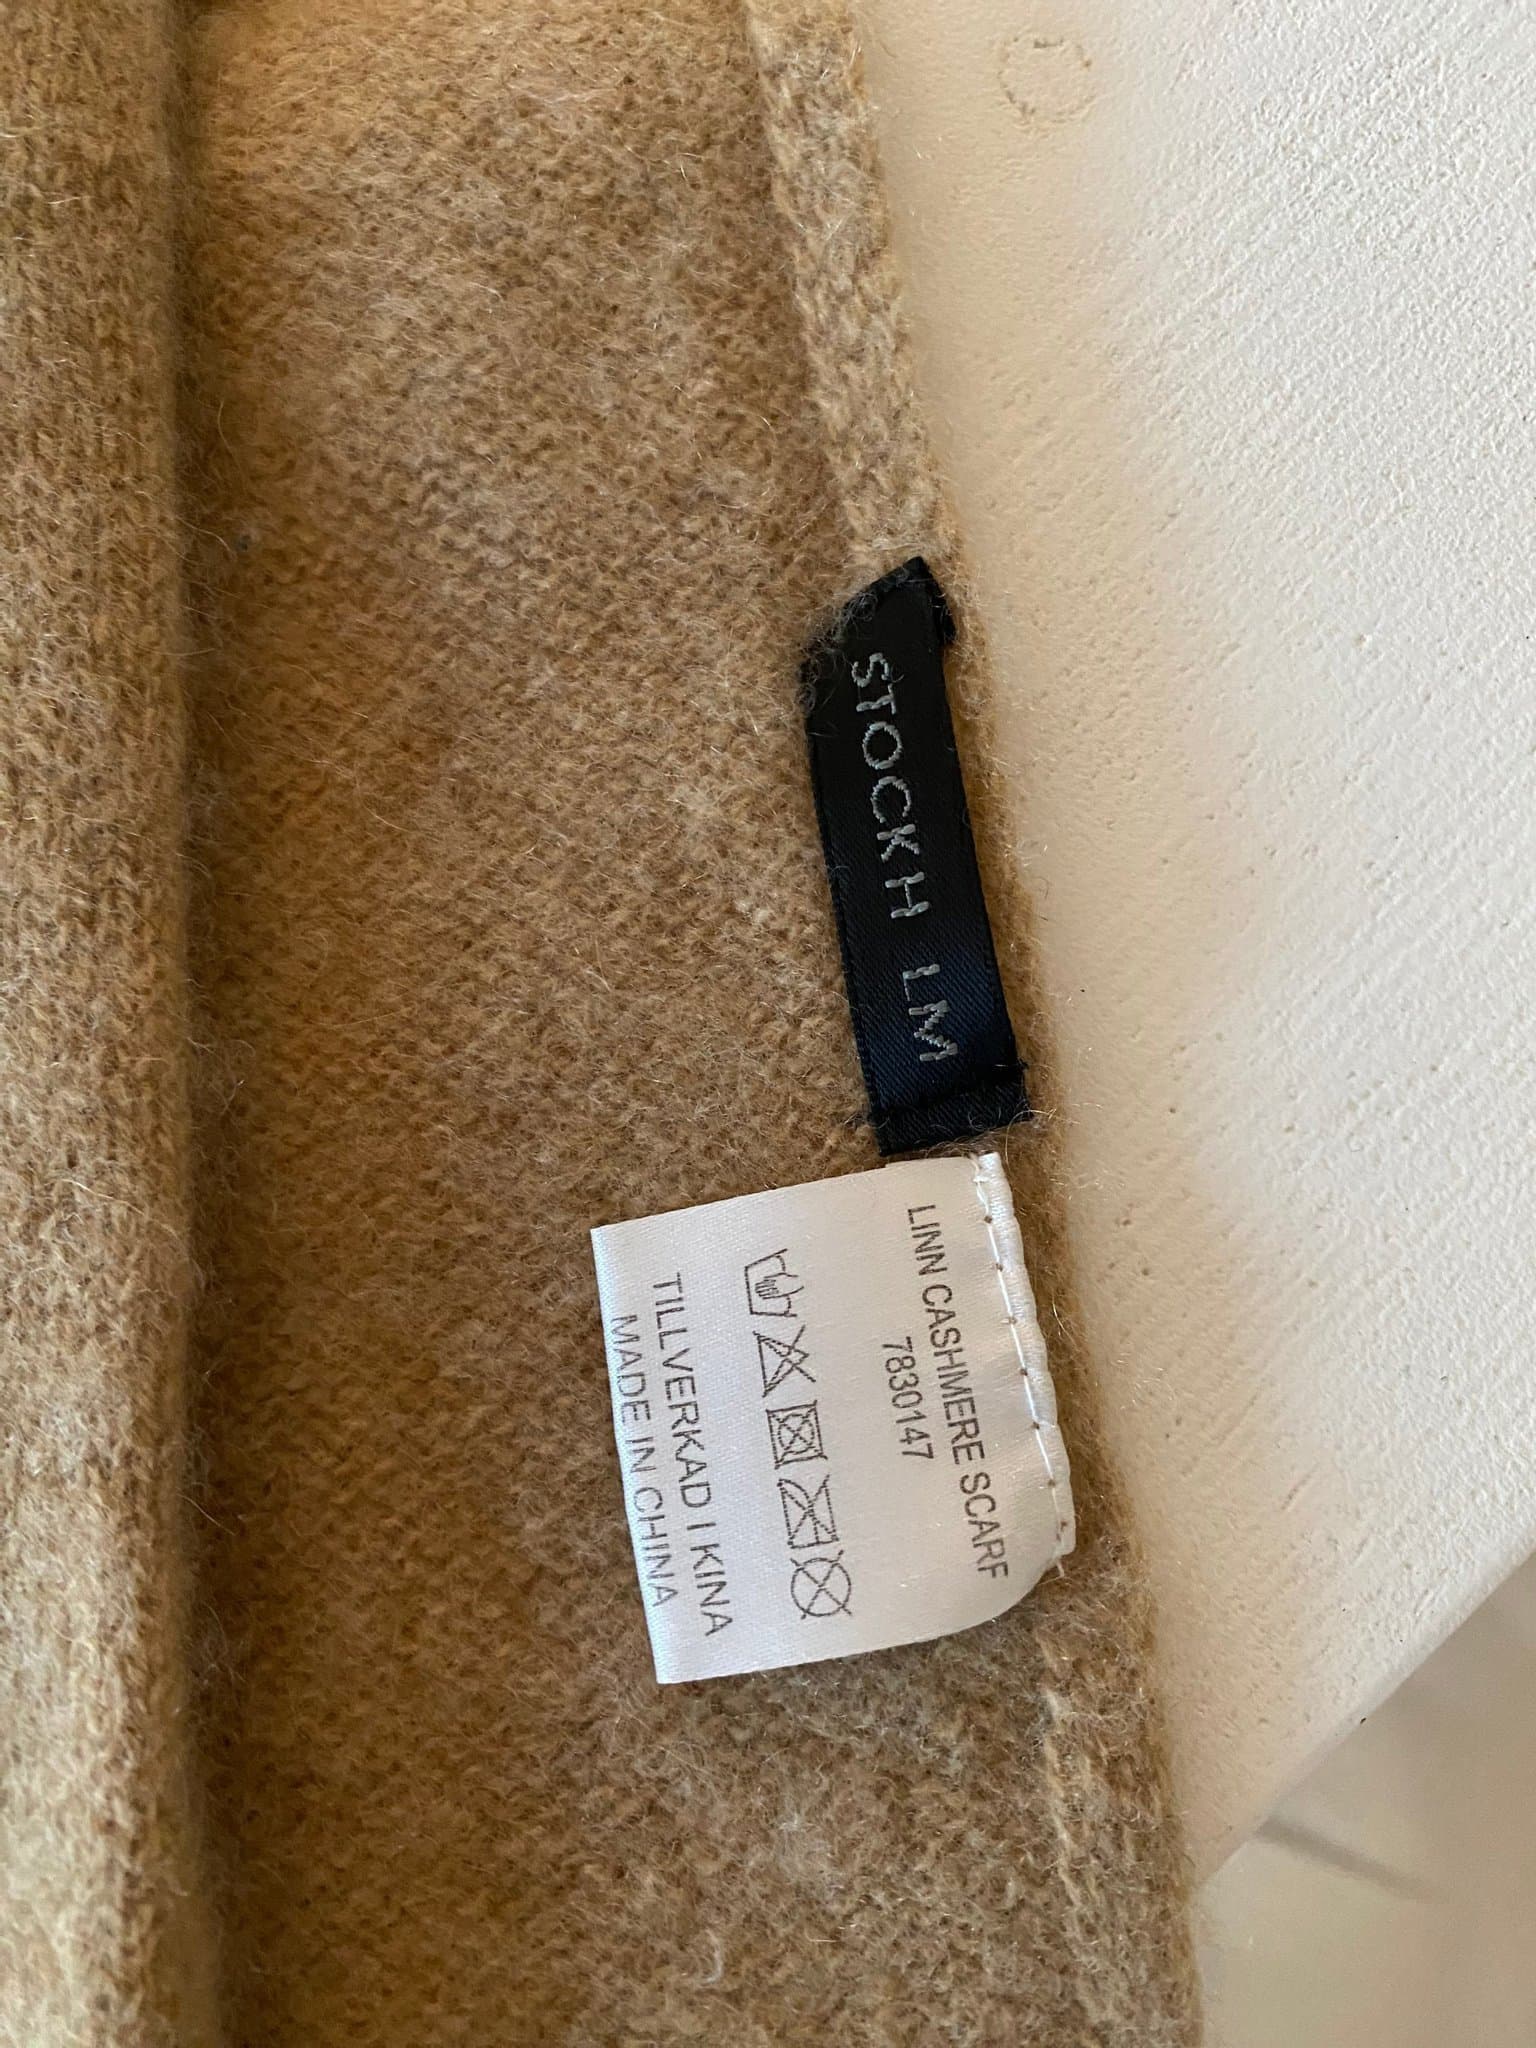 STOCKH LM
LINN CASHMERE SCARF
7830147
TILLVERKAD I KINA
MADE IN CHINA